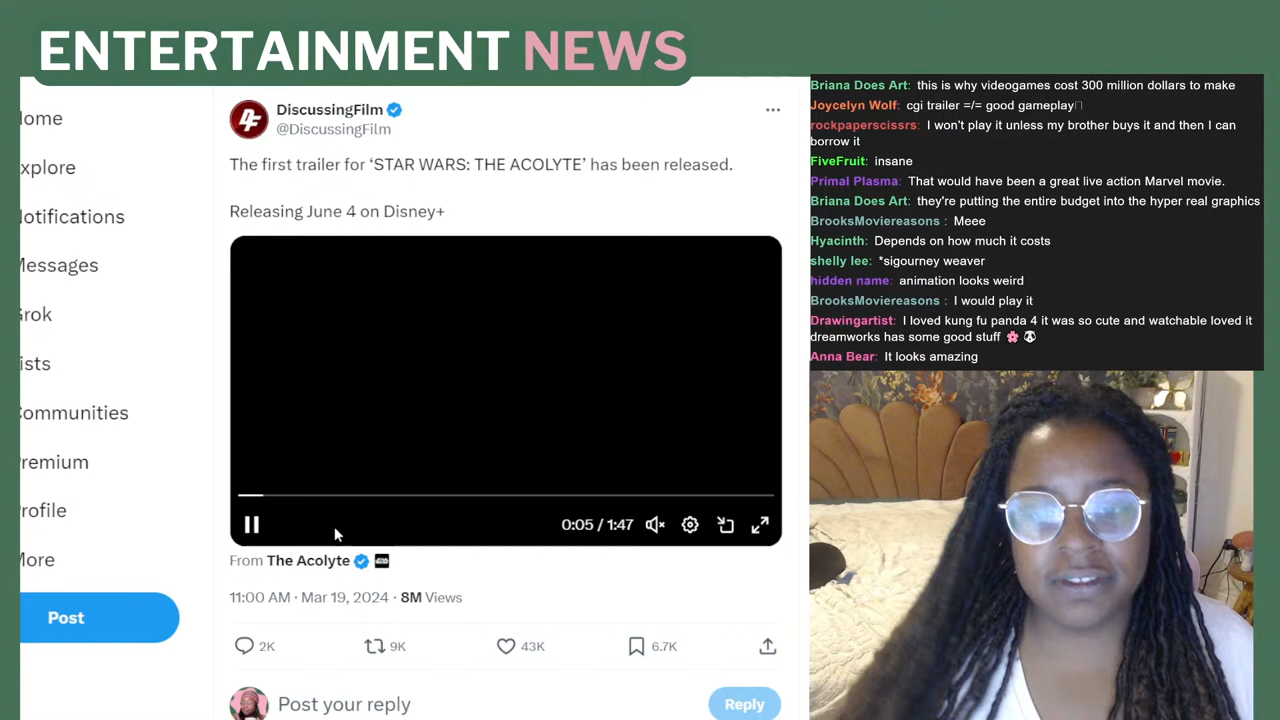 ENTERTAINMENT NEWS
ome
xplore
otifications
Messages
Grok
ists
Communities
remium
rofile
More
Post
DF
DiscussingFilm
@DiscussingFilm
The first trailer for ‘STAR WARS: THE ACOLYTE’ has been released.
Releasing June 4 on Disney+
0:05 / 1:47
From The Acolyte
11:00 AM · Mar 19, 2024 · 8M Views
2K 9K 43K 6.7K
Post your reply
Reply
Briana Does Art: this is why videogames cost 300 million dollars to make
Joycelyn Wolf: cgi trailer =/= good gameplay
rockpaperscissrs: I won't play it unless my brother buys it and then I can
borrow it
FiveFruit: insane
Primal Plasma: That would have been a great live action Marvel movie.
Briana Does Art: they're putting the entire budget into the hyper real graphics
BrooksMoviereasons : Meee
Hyacinth: Depends on how much it costs
shelly lee: *sigourney weaver
hidden name: animation looks weird
BrooksMoviereasons : I would play it
Drawingartist: I loved kung fu panda 4 it was so cute and watchable loved it
dreamworks has some good stuff 🌸 🐼
Anna Bear: It looks amazing